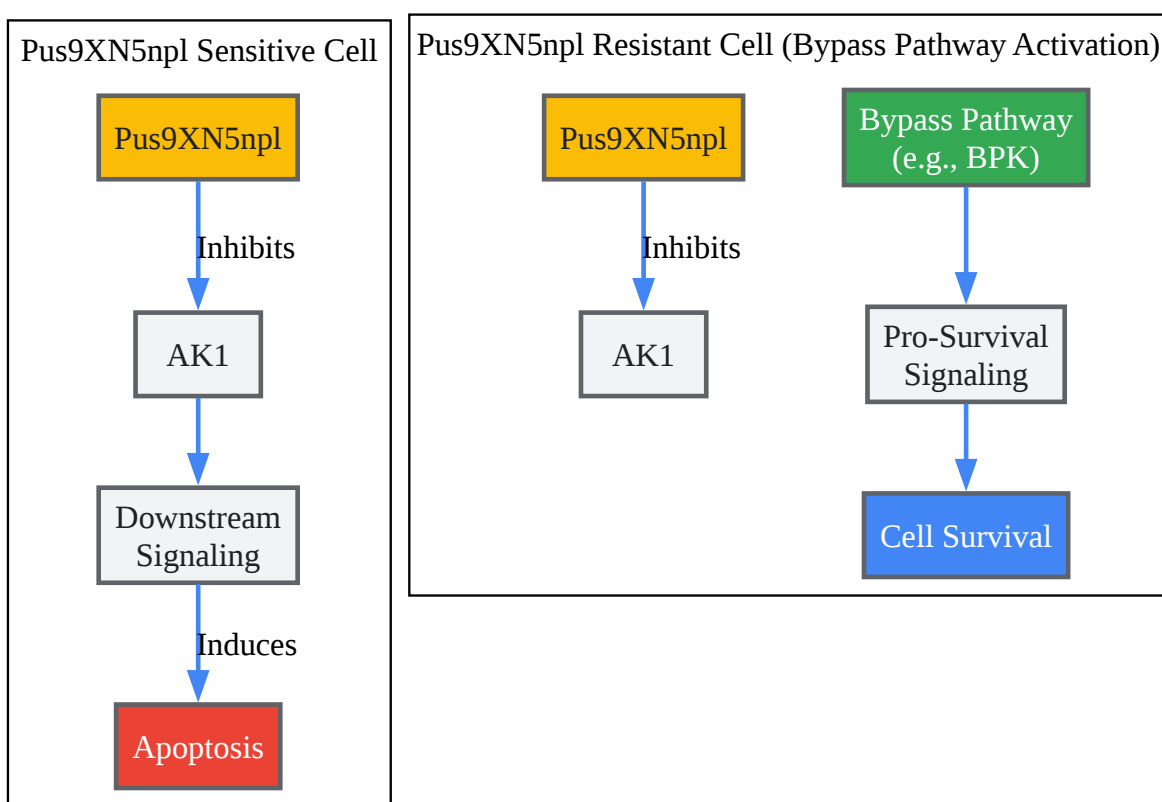 Pus9XN5npl Sensitive Cell
Pus9XN5npl
Inhibits
AK1
Downstream
Signaling
Induces
Apoptosis
Pus9XN5npl Resistant Cell (Bypass Pathway Activation)
Pus9XN5npl
Inhibits
AK1
Bypass Pathway
(e.g., BPK)
Pro-Survival
Signaling
Cell Survival